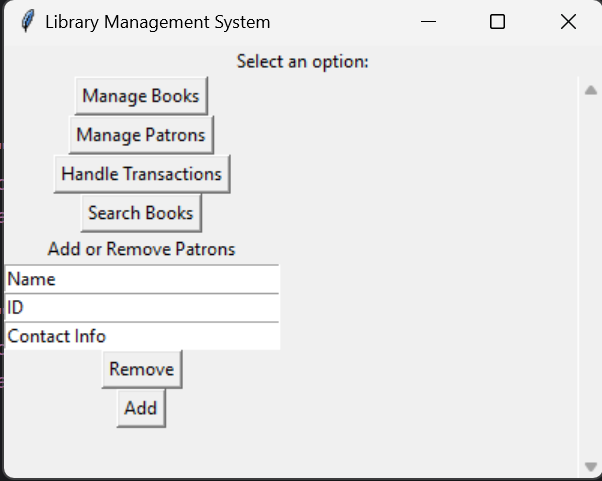 Library Management System
Select an option:
Manage Books
Manage Patrons
Handle Transactions
Search Books
Add or Remove Patrons
Name
ID
Contact Info
Remove
Add